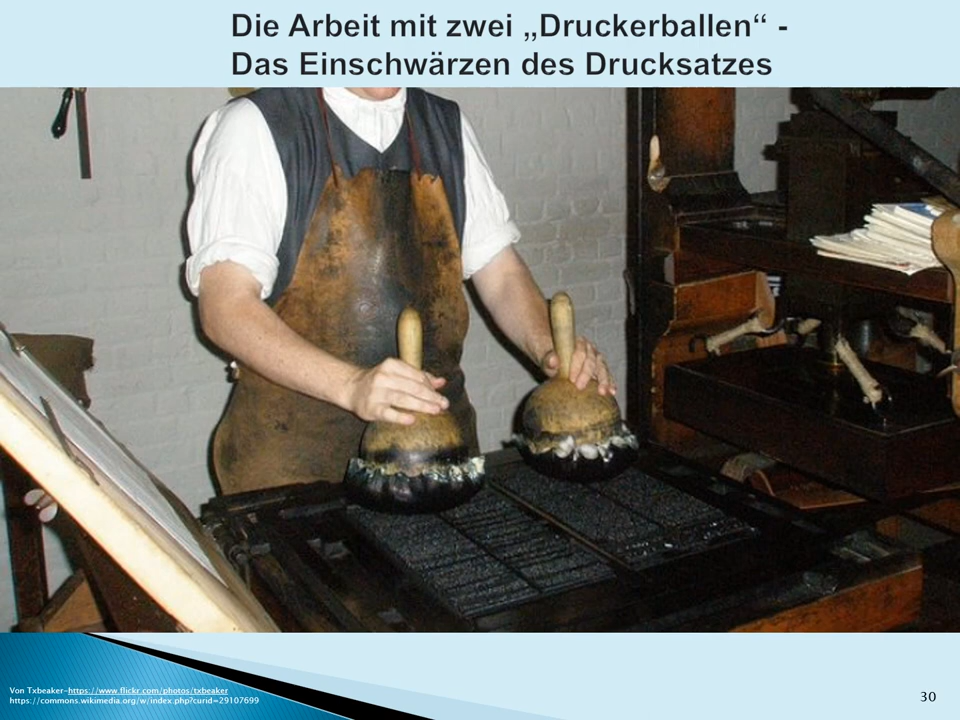 Die Arbeit mit zwei „Druckerballen“ -
Das Einschwärzen des Drucksatzes
Von Txbeaker-https://www.flickr.com/photos/txbeaker
https://commons.wikimedia.org/w/index.php?curid=29107699
30